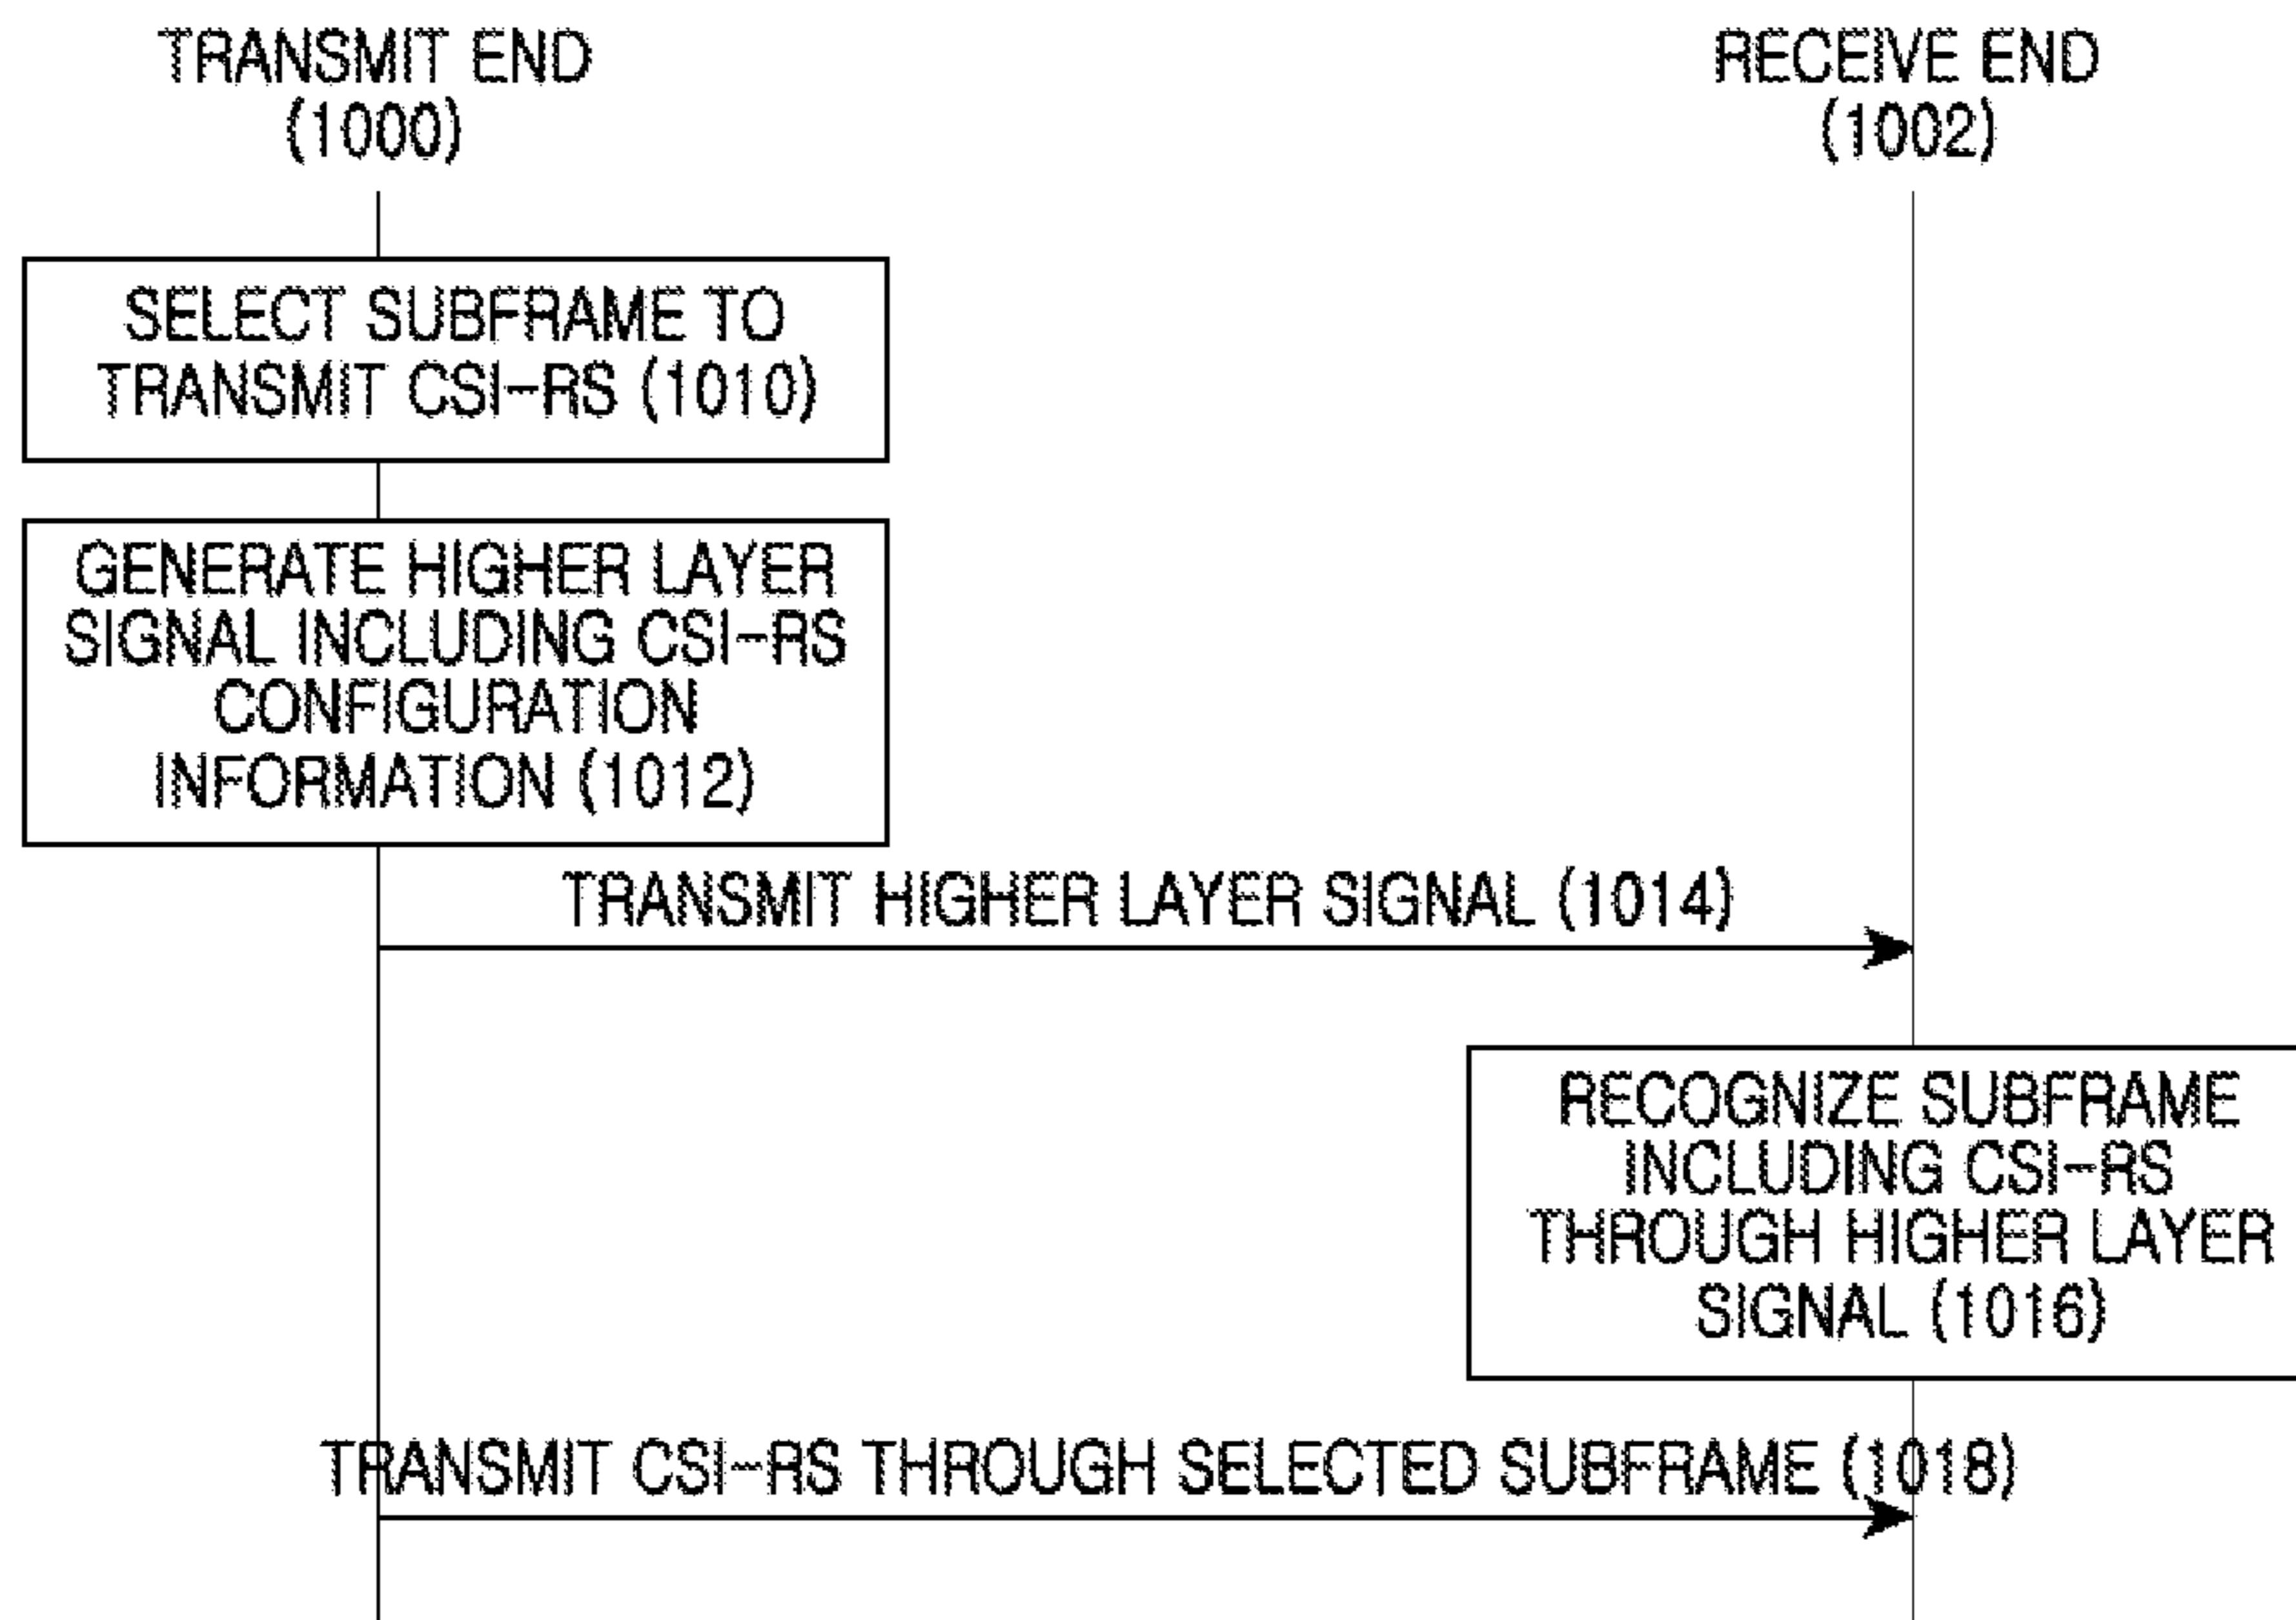 TRANSMIT END
(1000)
RECEIVE END
(1002)
SELECT SUBFRAME TO
TRANSMIT CSI-RS (1010)
GENERATE HIGHER LAYER
SIGNAL INCLUDING CSI-RS
CONFIGURATION
INFORMATION (1012)
TRANSMIT HIGHER LAYER SIGNAL (1014)
RECOGNIZE SUBFRAME
INCLUDING CSI-RS
THROUGH HIGHER LAYER
SIGNAL (1016)
TRANSMIT CSI-RS THROUGH SELECTED SUBFRAME (1018)